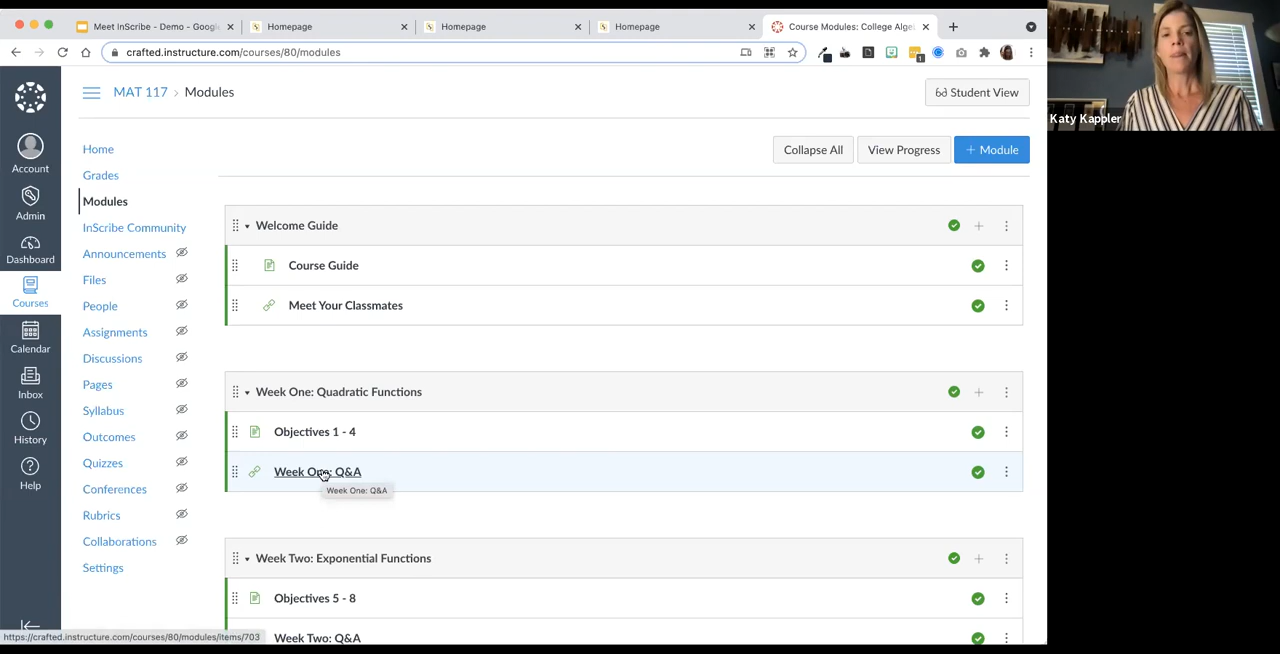 Meet InScribe - Demo - Googl
Homepage
Homepage
Homepage
Course Modules: College Alge
crafted.instructure.com/courses/80/modules
1
MAT 117 > Modules
Student View
Katy Kappler
Collapse All
View Progress
+ Module
Account
Admin
Dashboard
Courses
Calendar
Inbox
History
Help
Home
Grades
Modules
InScribe Community
Announcements
Files
People
Assignments
Discussions
Pages
Syllabus
Outcomes
Quizzes
Conferences
Rubrics
Collaborations
Settings
Welcome Guide
Course Guide
Meet Your Classmates
Week One: Quadratic Functions
Objectives 1 - 4
Week One: Q&A
Week One: Q&A
Week Two: Exponential Functions
Objectives 5 - 8
Week Two: Q&A
https://crafted.instructure.com/courses/80/modules/items/703